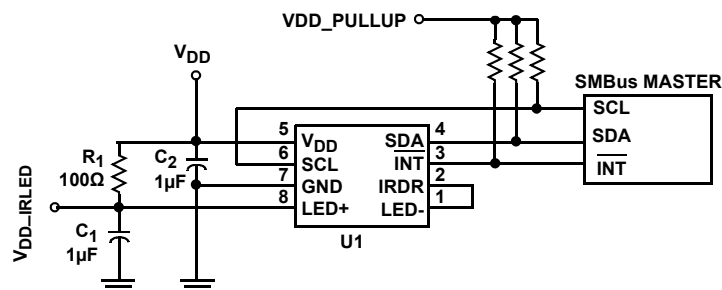 VDD_PULLUP
VDD
SMBus MASTER
SCL
SDA
INT
R1
100Ω
C2
1µF
5 VDD SDA 4
6 SCL INT 3
7 GND IRDR 2
8 LED+ LED- 1
U1
VDD_IRLED
C1
1µF